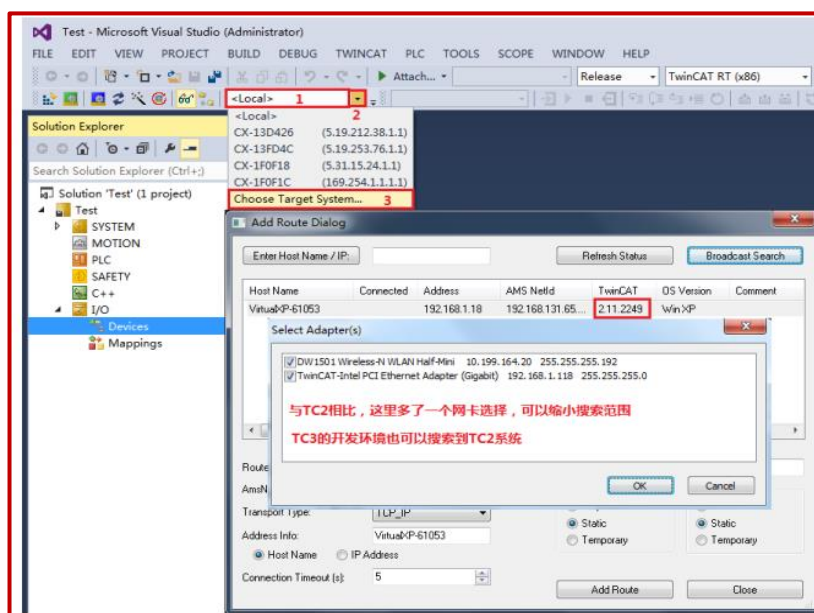 Test - Microsoft Visual Studio (Administrator)
FILE EDIT VIEW PROJECT BUILD DEBUG TWINCAT PLC TOOLS SCOPE WINDOW HELP
Attach... Release TwinCAT RT (x86)
<Local> 1
2
Solution Explorer
Search Solution Explorer (Ctrl+;)
Solution 'Test' (1 project)
Test
SYSTEM
MOTION
PLC
SAFETY
C++
I/O
Devices
Mappings
<Local>
CX-13D426 (5.19.212.38.1.1)
CX-13FD4C (5.19.253.76.1.1)
CX-1F0F18 (5.31.15.24.1.1)
CX-1F0F1C (169.254.1.1.1.1)
Choose Target System... 3
Add Route Dialog
Enter Host Name / IP: Refresh Status Broadcast Search
Host Name Connected Address AMS NetId TwinCAT OS Version Comment
VirtualXP-61053 192.168.1.18 192.168.131.65.... 2.11.2249 Win XP
Select Adapter(s)
DW1501 Wireless-N WLAN Half-Mini 10.199.164.20 255.255.255.192
TwinCAT-Intel PCI Ethernet Adapter (Gigabit) 192.168.1.118 255.255.255.0
与TC2相比，这里多了一个网卡选择，可以缩小搜索范围
TC3的开发环境也可以搜索到TC2系统
OK Cancel
Route
AmsN
Transport Type: TCP_IP
Address Info: VirtualXP-61053
Host Name IP Address
Connection Timeout (s): 5
Static Static
Temporary Temporary
Add Route Close